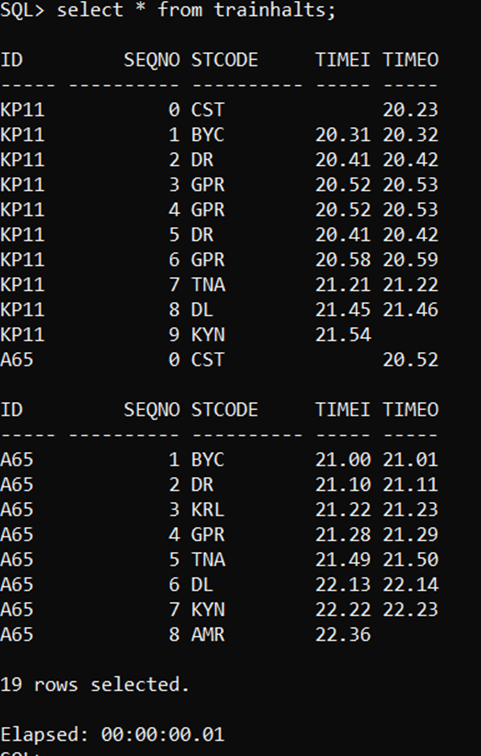 SQL> select * from trainhalts;
ID SEQNO STCODE TIMEI TIMEO
----- ---------- ---------- ----- -----
KP11 0 CST 20.23
KP11 1 BYC 20.31 20.32
KP11 2 DR 20.41 20.42
KP11 3 GPR 20.52 20.53
KP11 4 GPR 20.52 20.53
KP11 5 DR 20.41 20.42
KP11 6 GPR 20.58 20.59
KP11 7 TNA 21.21 21.22
KP11 8 DL 21.45 21.46
KP11 9 KYN 21.54
A65 0 CST 20.52
ID SEQNO STCODE TIMEI TIMEO
----- ---------- ---------- ----- -----
A65 1 BYC 21.00 21.01
A65 2 DR 21.10 21.11
A65 3 KRL 21.22 21.23
A65 4 GPR 21.28 21.29
A65 5 TNA 21.49 21.50
A65 6 DL 22.13 22.14
A65 7 KYN 22.22 22.23
A65 8 AMR 22.36
19 rows selected.
Elapsed: 00:00:00.01
SQL>